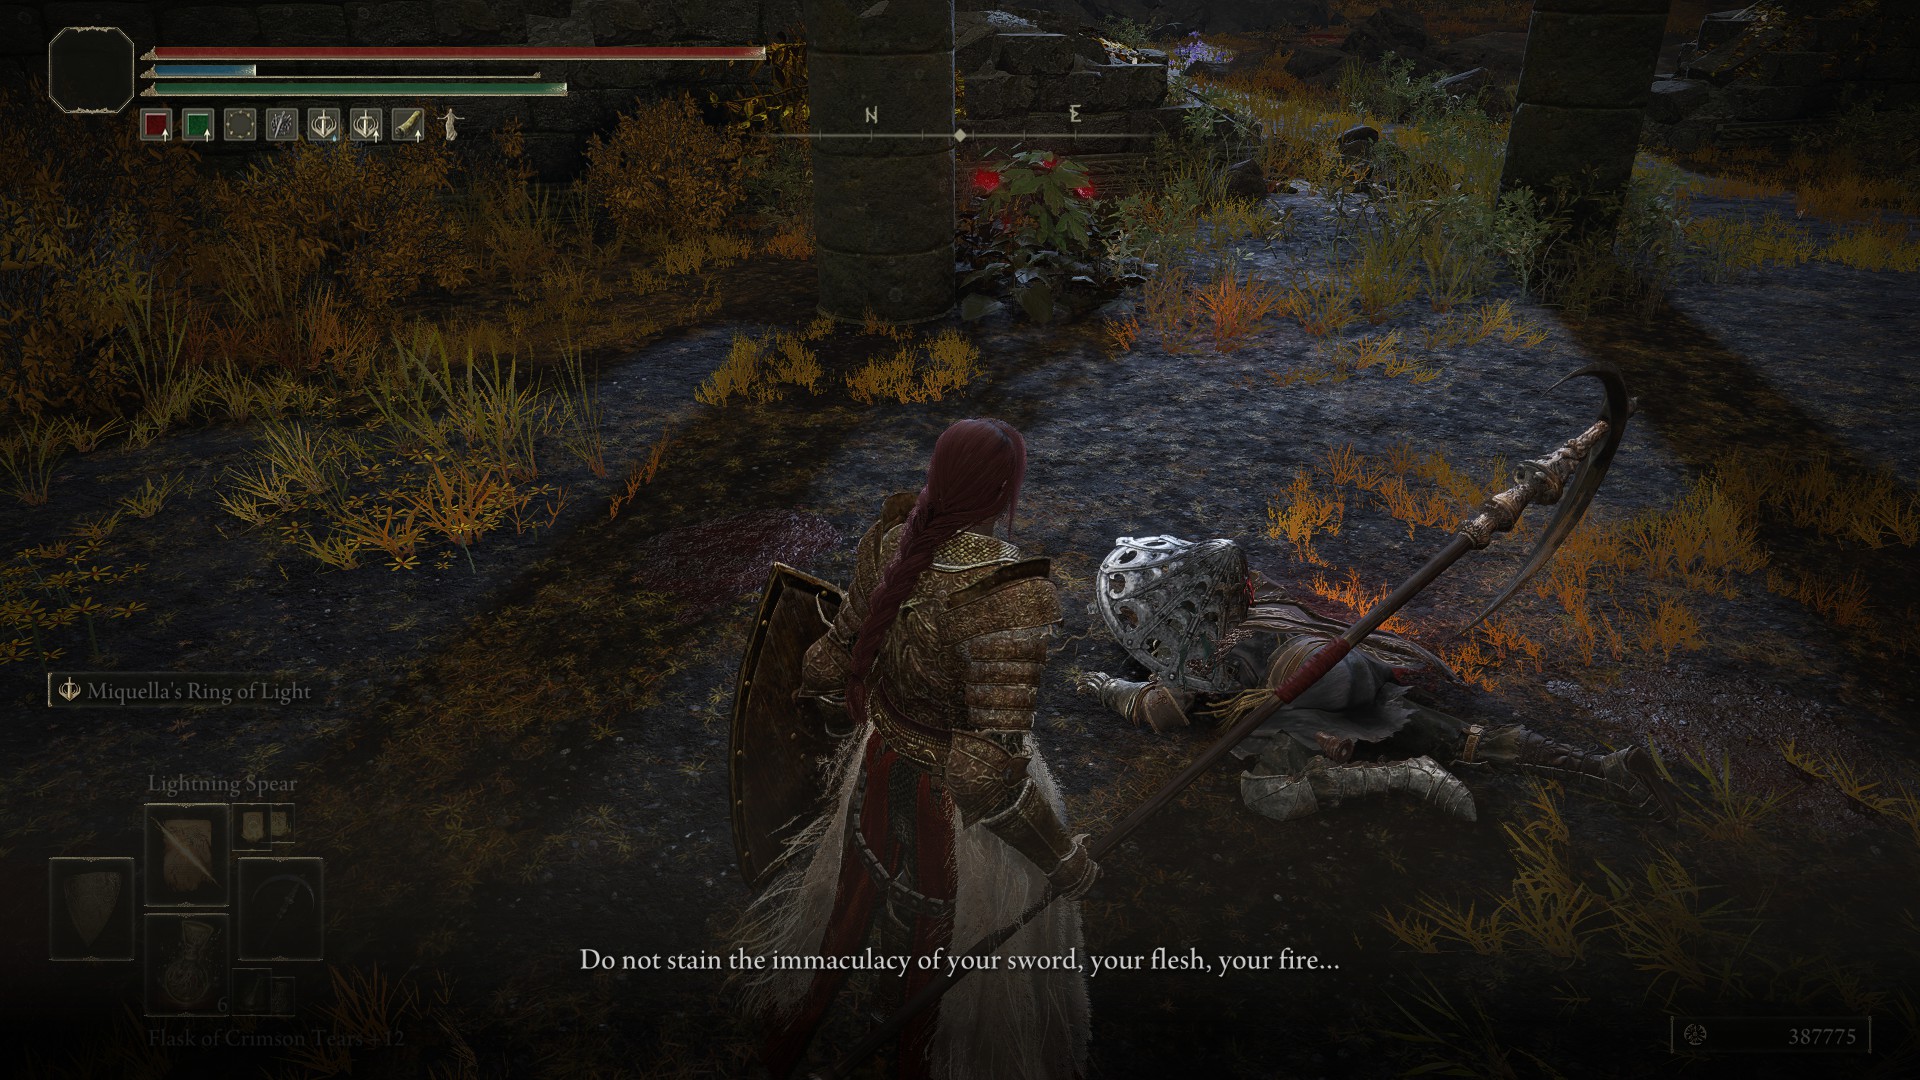 N E
Miquella's Ring of Light
Lightning Spear
6
Do not stain the immaculacy of your sword, your flesh, your fire...
Flask of Crimson Tears +12
387775